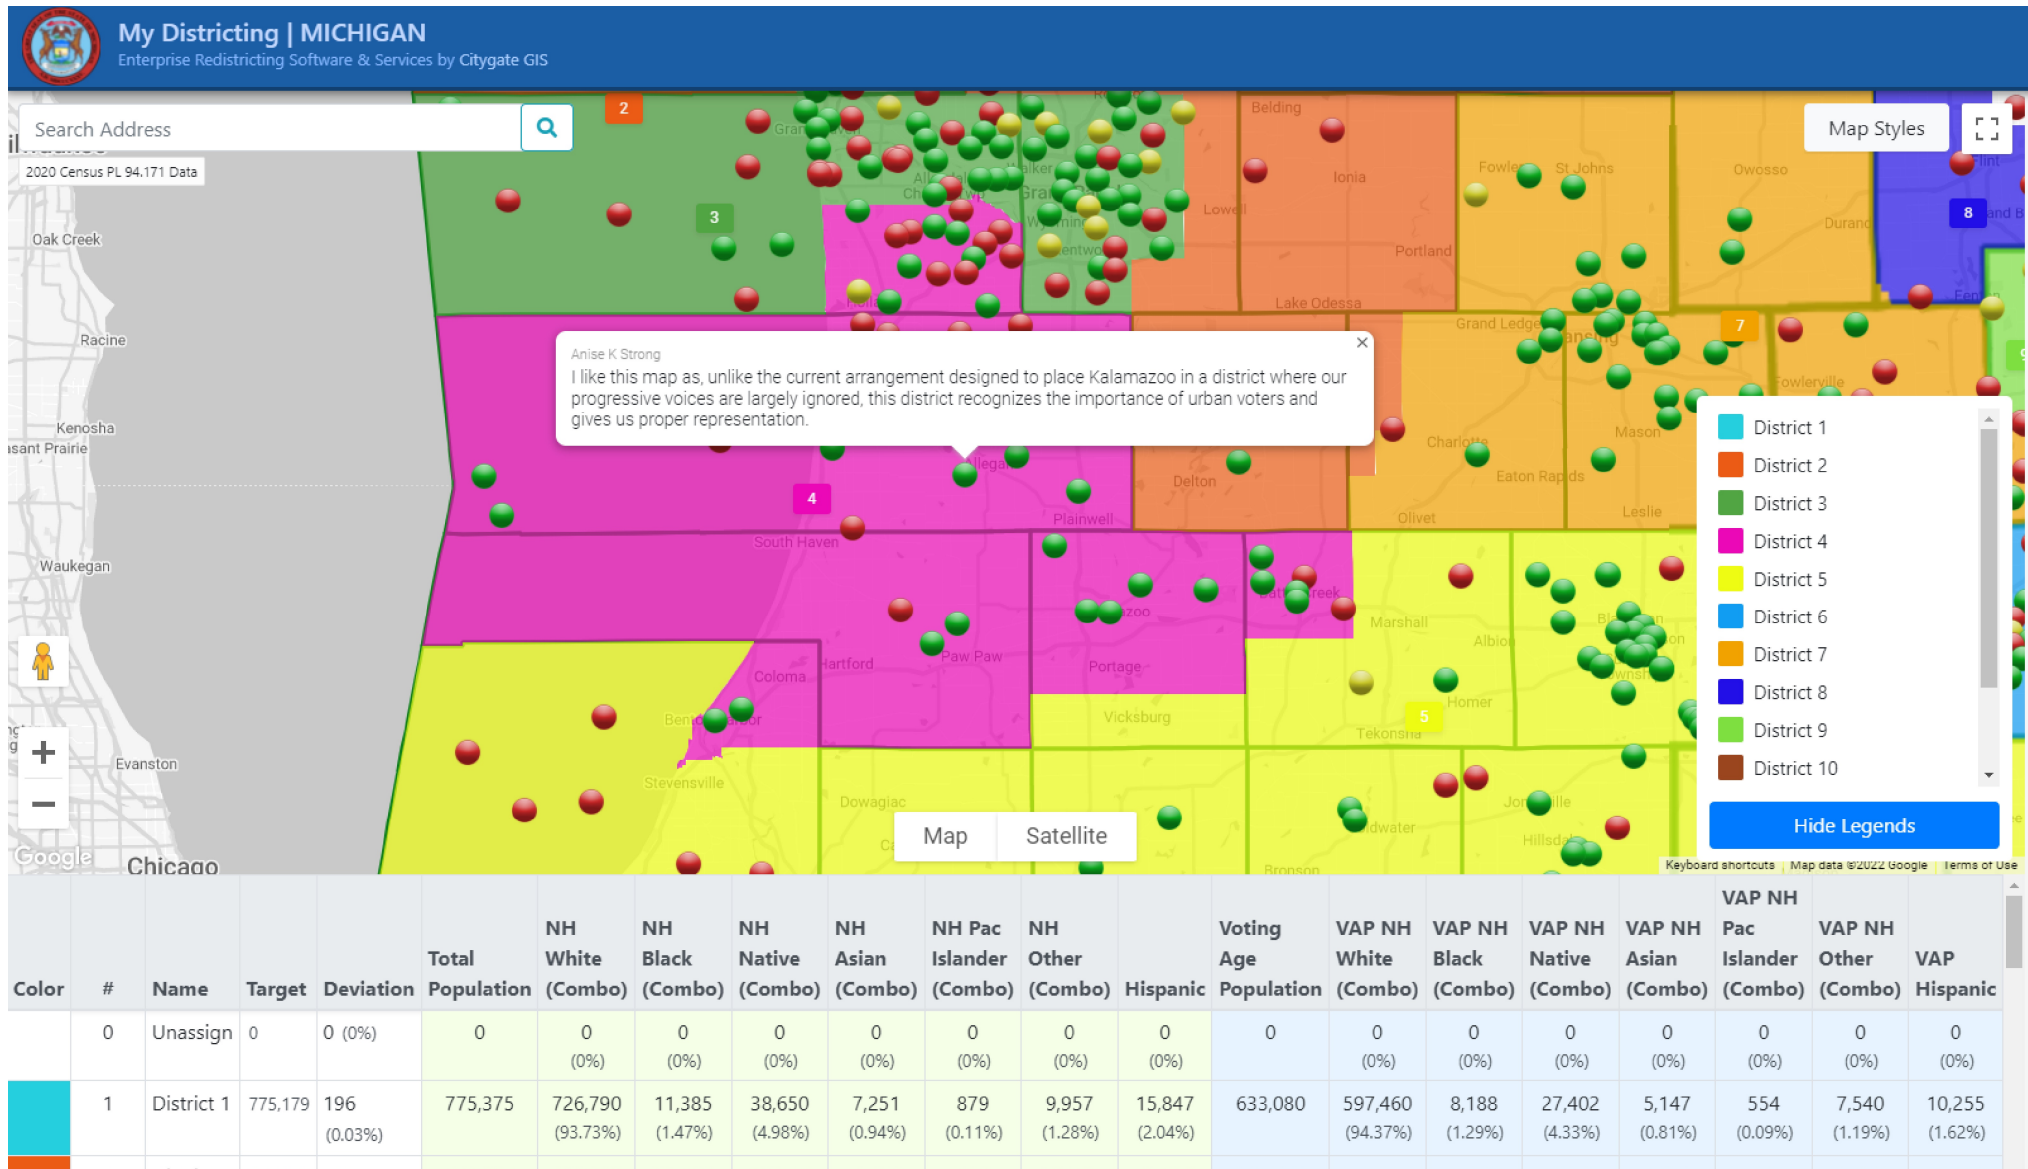 My Districting | MICHIGAN
Enterprise Redistricting Software & Services by Citygate GIS
Search Address
2020 Census PL 94.171 Data
Map Styles
2
3
4
5
7
8
Belding
Ionia
Lowell
Portland
Lake Odessa
St Johns
Owosso
Durand
Grand Ledge
Fowlerville
Oak Creek
Racine
Kenosha
Waukegan
Evanston
Chicago
Anise K Strong
I like this map as, unlike the current arrangement designed to place Kalamazoo in a district where our
progressive voices are largely ignored, this district recognizes the importance of urban voters and
gives us proper representation.
Charlotte
Mason
Eaton Rapids
Leslie
Olivet
Delton
Plainwell
South Haven
Marshall
Albion
Homer
Tekonsha
Hartford
Paw Paw
Portage
Coloma
Vicksburg
Stevensville
Dowagiac
Bronson
District 1
District 2
District 3
District 4
District 5
District 6
District 7
District 8
District 9
District 10
Hide Legends
Map
Satellite
Google
Keyboard shortcuts Map data ©2022 Google Terms of Use
Color # Name Target Deviation Total Population NH White (Combo) NH Black (Combo) NH Native (Combo) NH Asian (Combo) NH Pac Islander (Combo) NH Other (Combo) Hispanic Voting Age Population VAP NH White (Combo) VAP NH Black (Combo) VAP NH Native (Combo) VAP NH Asian (Combo) VAP NH Pac Islander (Combo) VAP NH Other (Combo) VAP Hispanic
0 Unassign 0 0 (0%) 0 0 0 0 0 0 0 0 0 0 0 0 0 0 0 0
(0%) (0%) (0%) (0%) (0%) (0%) (0%) (0%) (0%) (0%) (0%) (0%) (0%) (0%)
1 District 1 775,179 196 775,375 726,790 11,385 38,650 7,251 879 9,957 15,847 633,080 597,460 8,188 27,402 5,147 554 7,540 10,255
(0.03%) (93.73%) (1.47%) (4.98%) (0.94%) (0.11%) (1.28%) (2.04%) (94.37%) (1.29%) (4.33%) (0.81%) (0.09%) (1.19%) (1.62%)